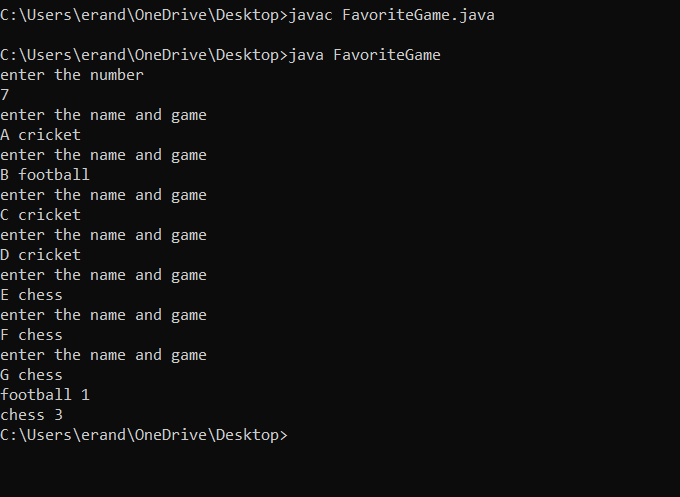 C:\Users\erand\OneDrive\Desktop>javac FavoriteGame.java
C:\Users\erand\OneDrive\Desktop>java FavoriteGame
enter the number
7
enter the name and game
A cricket
enter the name and game
B football
enter the name and game
C cricket
enter the name and game
D cricket
enter the name and game
E chess
enter the name and game
F chess
enter the name and game
G chess
football 1
chess 3
C:\Users\erand\OneDrive\Desktop>